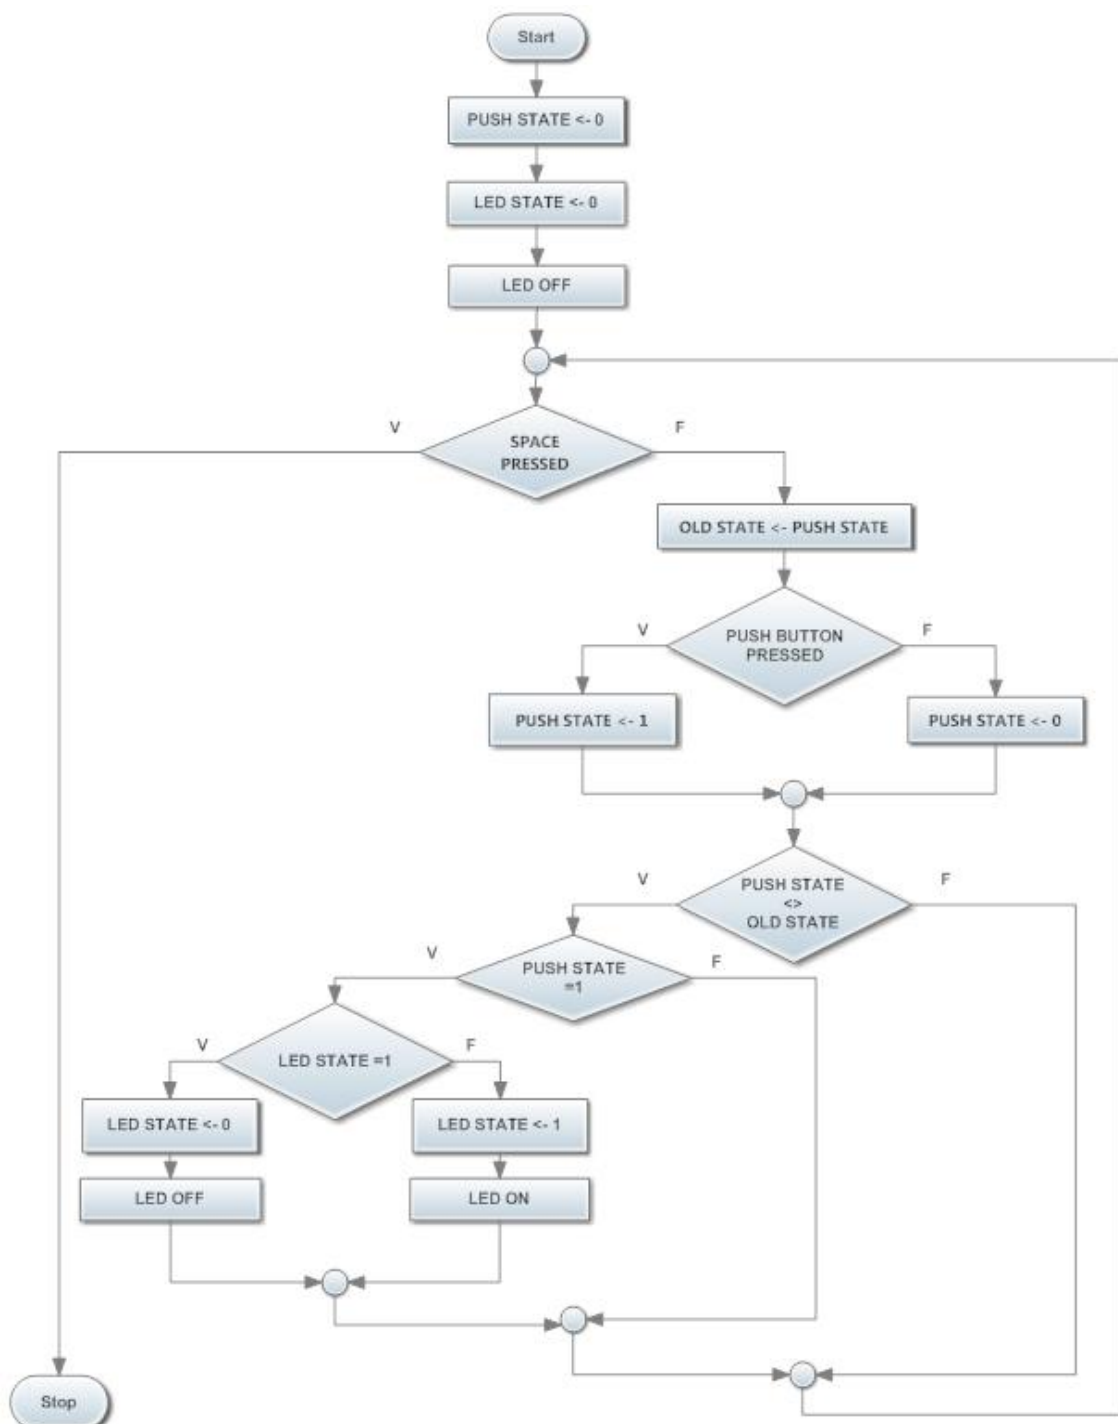 Start
PUSH STATE <- 0
LED STATE <- 0
LED OFF
V
F
SPACE
PRESSED
OLD STATE <- PUSH STATE
V
F
PUSH BUTTON
PRESSED
PUSH STATE <- 1
PUSH STATE <- 0
V
F
PUSH STATE
<>
OLD STATE
V
F
PUSH STATE
=1
V
F
LED STATE =1
LED STATE <- 0
LED STATE <- 1
LED OFF
LED ON
Stop